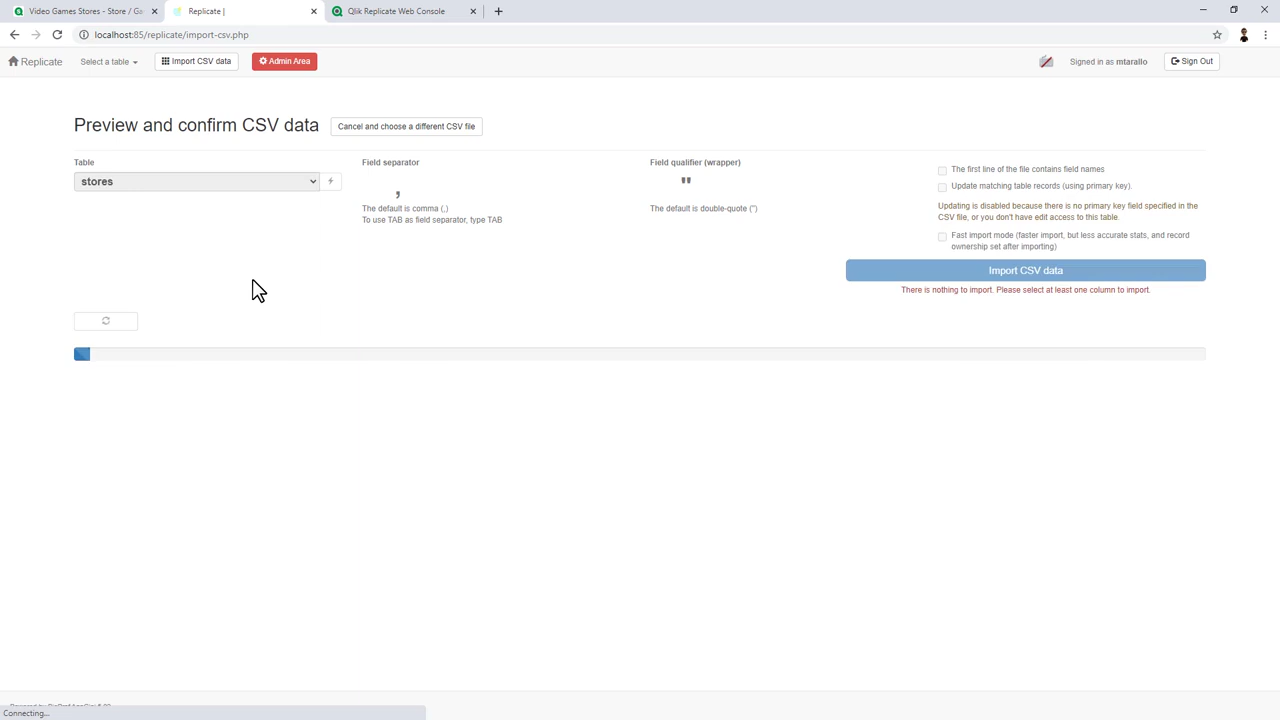 Video Games Stores - Store / Ga
Replicate |
Qlik Replicate Web Console
localhost:85/replicate/import-csv.php
Replicate
Select a table
Import CSV data
Admin Area
Signed in as mtarallo
Sign Out
Preview and confirm CSV data
Cancel and choose a different CSV file
Table
stores
Field separator
,
The default is comma (,)
To use TAB as field separator, type TAB
Field qualifier (wrapper)
"
The default is double-quote (")
The first line of the file contains field names
Update matching table records (using primary key).
Updating is disabled because there is no primary key field specified in the
CSV file, or you don't have edit access to this table.
Fast import mode (faster import, but less accurate stats, and record
ownership set after importing)
Import CSV data
There is nothing to import. Please select at least one column to import.
Connecting...